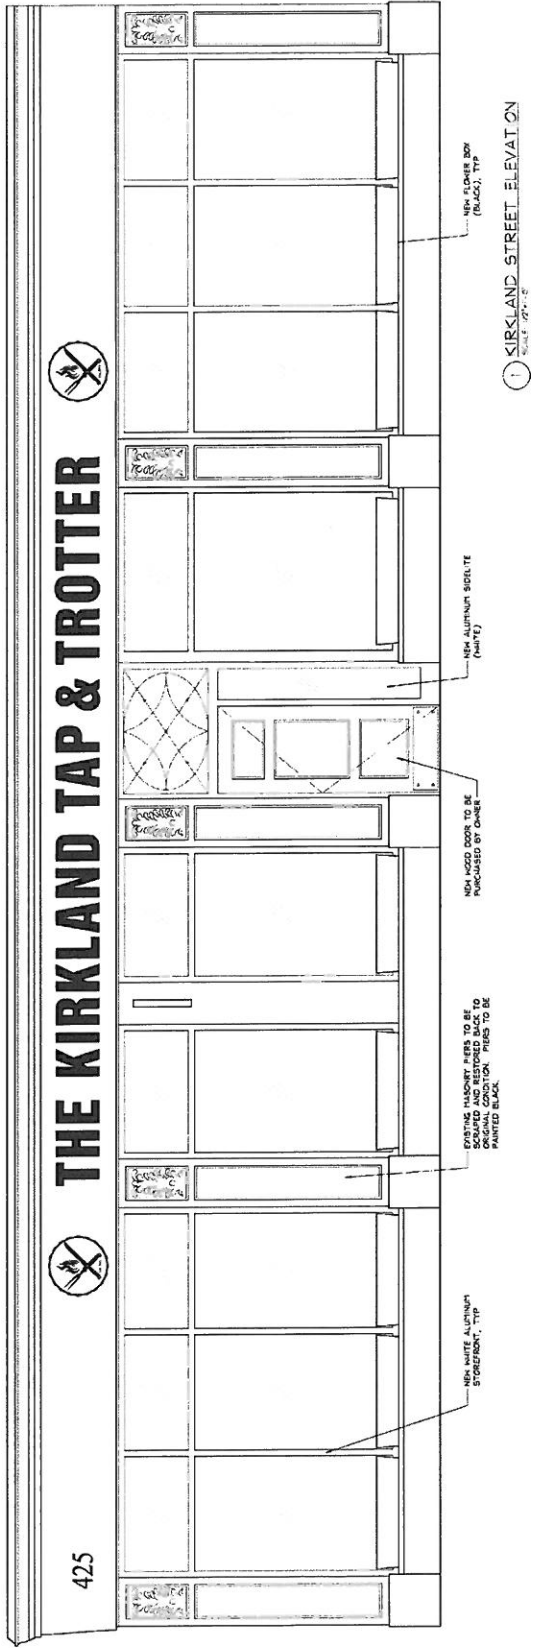 425
THE KIRKLAND TAP & TROTTER
NEW WHITE ALUMINUM
STOREFRONT, TYP
EXISTING MASONRY PIERS TO BE
SCRAPED AND RESTORED BACK TO
ORIGINAL CONDITION. PIERS TO BE
PAINTED BLACK.
NEW WOOD DOOR TO BE
PURCHASED BY OWNER
NEW ALUMINUM SIDELITE
(WHITE)
NEW FLOWER BOX
(BLACK), TYP
1 KIRKLAND STREET ELEVATION